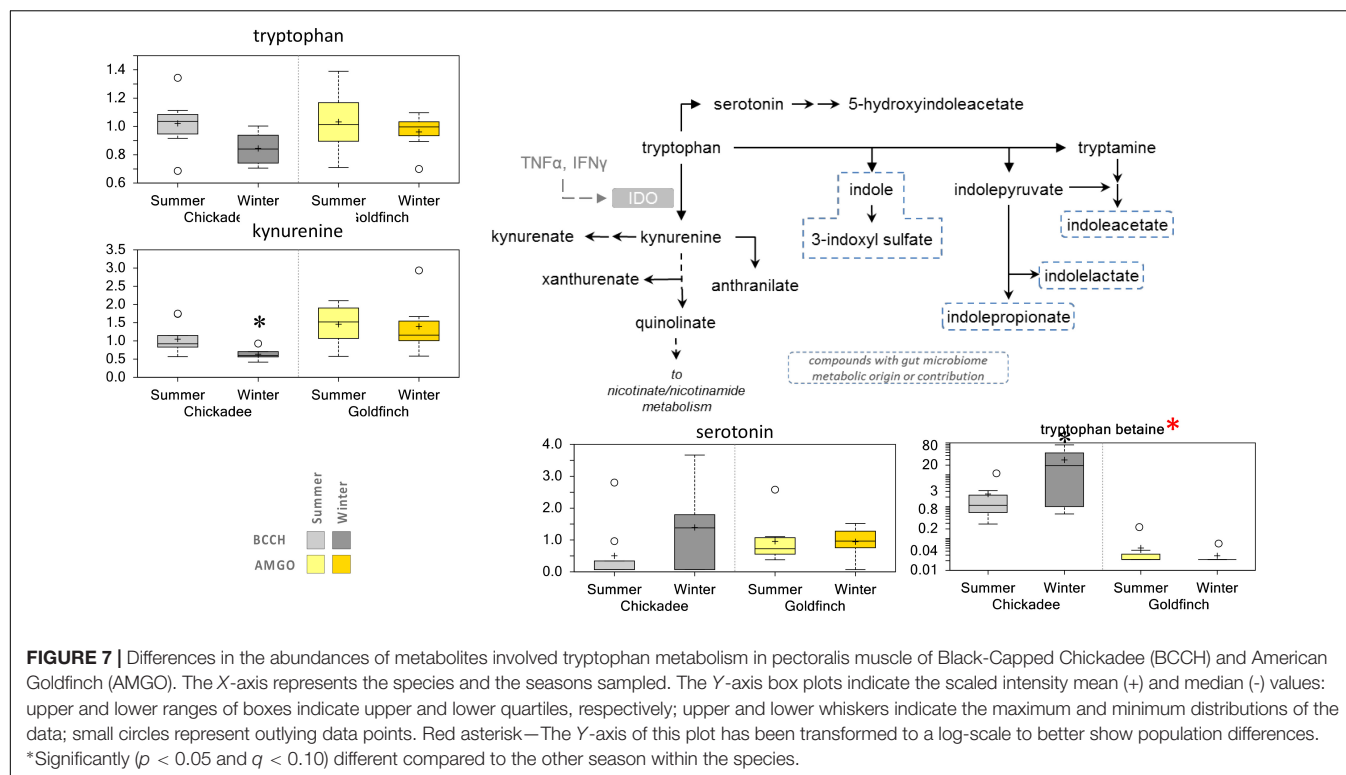 tryptophan
1.4
1.2
1.0
0.8
0.6
Summer Winter Summer Winter
Chickade Goldfinch
kynurenine
3.5
3.0
2.5
2.0
1.5
1.0
0.5
0.0
*
Summer Winter Summer Winter
Chickadee Goldfinch
Summer Winter
BCCH
AMGO
serotonin 5-hydroxyindoleacetate
tryptophan tryptamine
TNFα, IFNγ
IDO
indole indolepyruvate
indoleacetate
kynurenate kynurenine 3-indoxyl sulfate
xanthurenate anthranilate indolelactate
quinolinate indolepropionate
compounds with gut microbiome
metabolic origin or contribution
to
nicotinate/nicotinamide
metabolism
serotonin
4.0
3.0
2.0
1.0
0.0
Summer Winter Summer Winter
Chickadee Goldfinch
tryptophan betaine*
*
80
20
3
0.8
0.2
0.04
0.01
Summer Winter Summer Winter
Chickadee Goldfinch
FIGURE 7 | Differences in the abundances of metabolites involved tryptophan metabolism in pectoralis muscle of Black-Capped Chickadee (BCCH) and American
Goldfinch (AMGO). The X-axis represents the species and the seasons sampled. The Y-axis box plots indicate the scaled intensity mean (+) and median (-) values:
upper and lower ranges of boxes indicate upper and lower quartiles, respectively; upper and lower whiskers indicate the maximum and minimum distributions of the
data; small circles represent outlying data points. Red asterisk—The Y-axis of this plot has been transformed to a log-scale to better show population differences.
*Significantly (p < 0.05 and q < 0.10) different compared to the other season within the species.